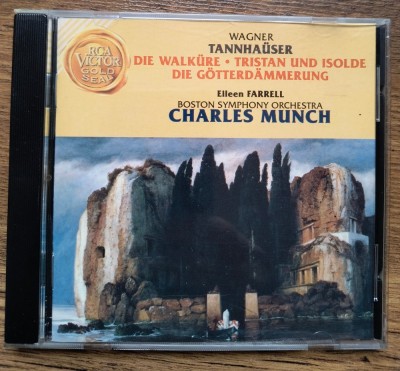 RCA
VICTOR
GOLD
SEAL
WAGNER
TANNHAÜSER
DIE WALKÜRE • TRISTAN UND ISOLDE
DIE GÖTTERDÄMMERUNG
Eileen FARRELL
BOSTON SYMPHONY ORCHESTRA
CHARLES MUNCH